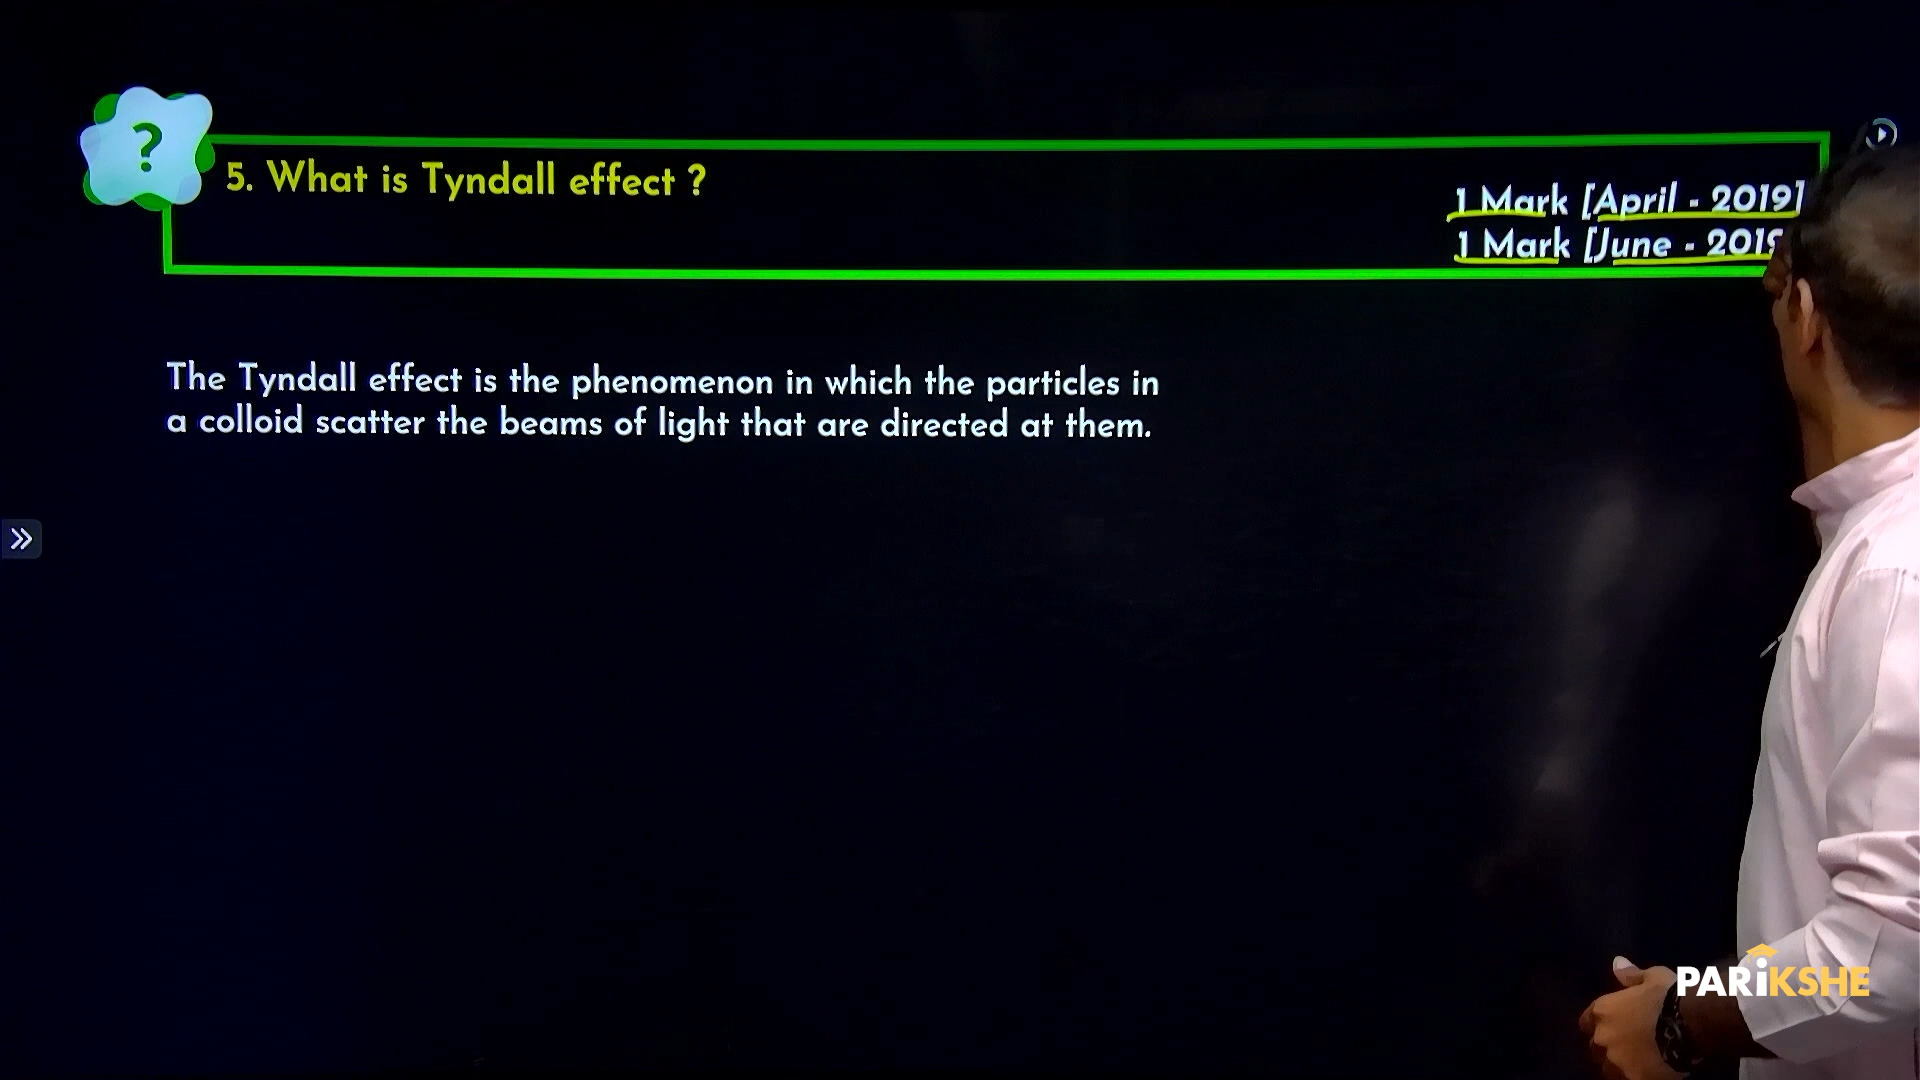 ?
5. What is Tyndall effect ?
1 Mark [April - 2019]
1 Mark [June - 2019
The Tyndall effect is the phenomenon in which the particles in
a colloid scatter the beams of light that are directed at them.
PARiKSHE